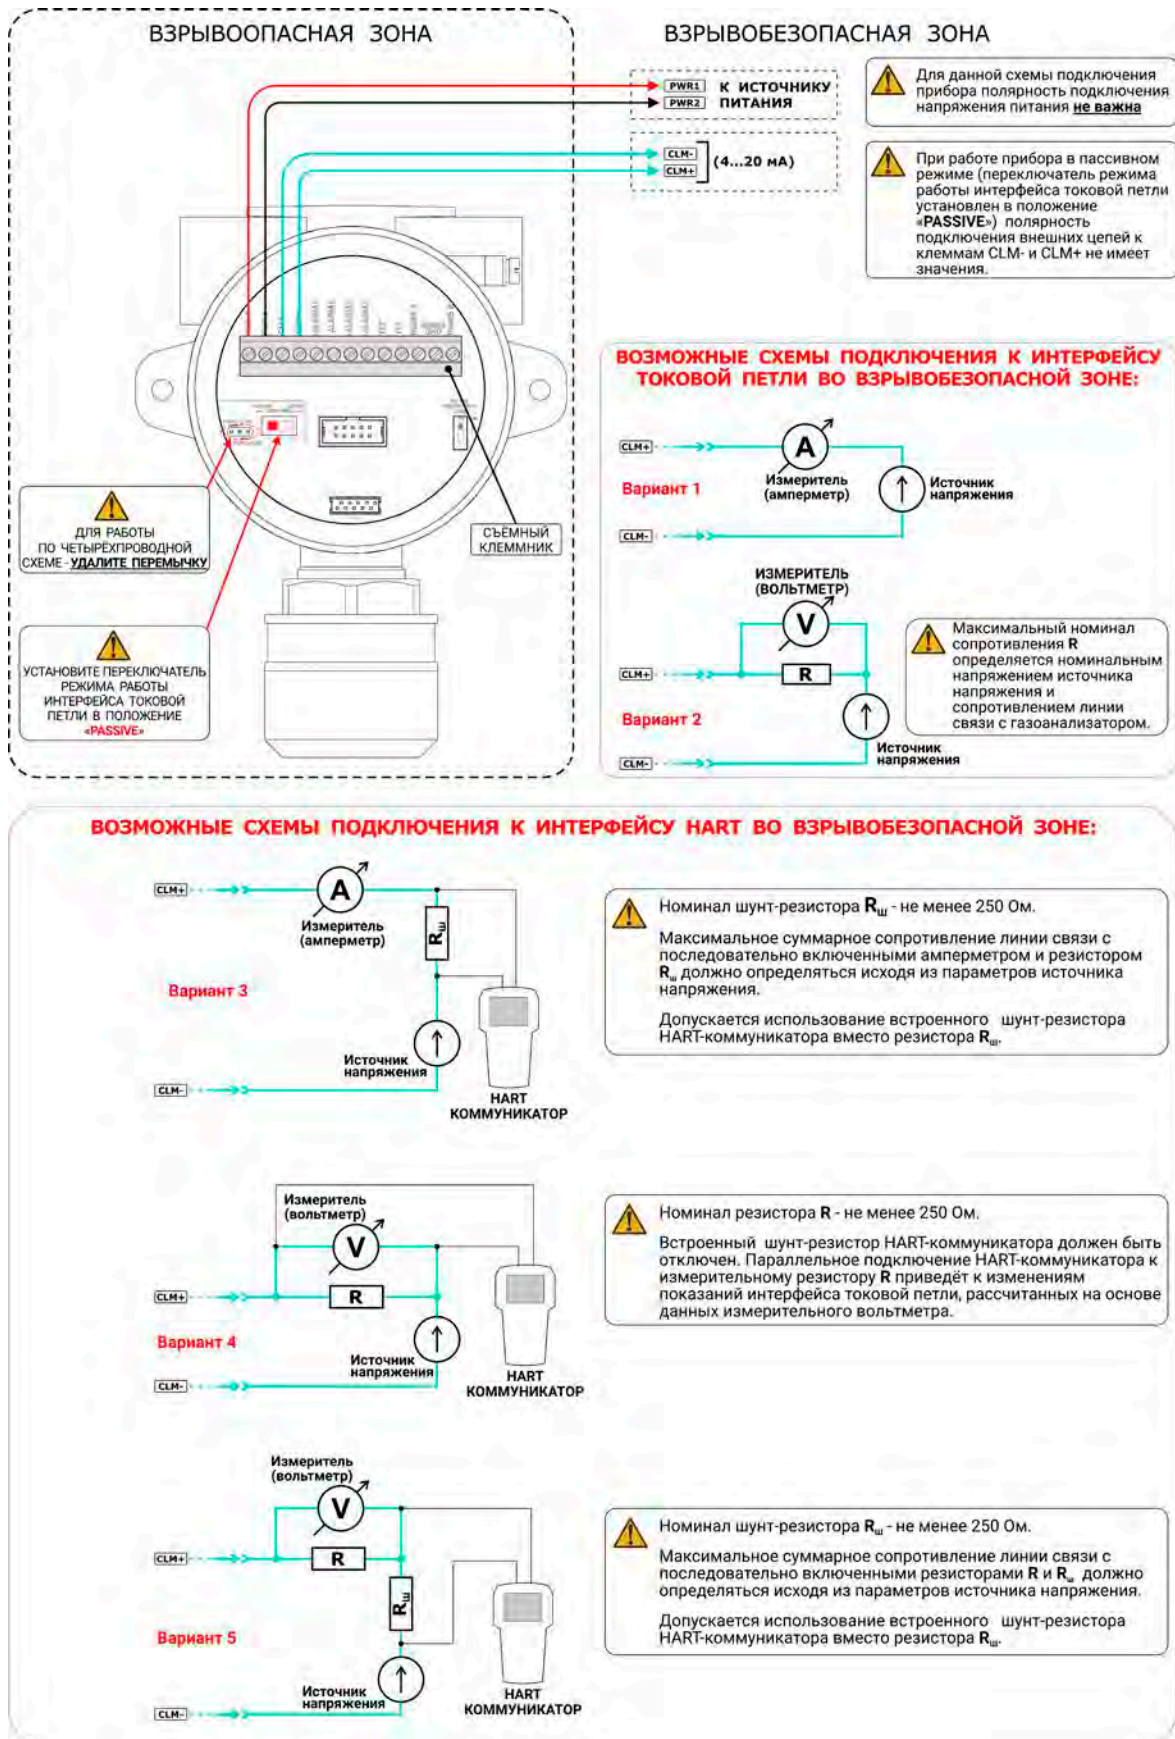 ВЗРЫВООПАСНАЯ ЗОНА
ВЗРЫВОБЕЗОПАСНАЯ ЗОНА
PWR1
PWR2
К ИСТОЧНИКУ
ПИТАНИЯ
CLM-
CLM+
(4...20 мА)
Для данной схемы подключения
прибора полярность подключения
напряжения питания не важна
При работе прибора в пассивном
режиме (переключатель режима
работы интерфейса токовой петли
установлен в положение
«PASSIVE») полярность
подключения внешних цепей к
клеммам CLM- и CLM+ не имеет
значения.
ДЛЯ РАБОТЫ
ПО ЧЕТЫРЁХПРОВОДНОЙ
СХЕМЕ - УДАЛИТЕ ПЕРЕМЫЧКУ
СЪЁМНЫЙ
КЛЕММНИК
УСТАНОВИТЕ ПЕРЕКЛЮЧАТЕЛЬ
РЕЖИМА РАБОТЫ
ИНТЕРФЕЙСА ТОКОВОЙ
ПЕТЛИ В ПОЛОЖЕНИЕ
«PASSIVE»
ВОЗМОЖНЫЕ СХЕМЫ ПОДКЛЮЧЕНИЯ К ИНТЕРФЕЙСУ
ТОКОВОЙ ПЕТЛИ ВО ВЗРЫВОБЕЗОПАСНОЙ ЗОНЕ:
CLM+
A
Измеритель
(амперметр)
Источник
напряжения
Вариант 1
CLM-
ИЗМЕРИТЕЛЬ
(ВОЛЬТМЕТР)
V
CLM+
R
Вариант 2
Источник
напряжения
CLM-
Максимальный номинал
сопротивления R
определяется номинальным
напряжением источника
напряжения и
сопротивлением линии
связи с газоанализатором.
ВОЗМОЖНЫЕ СХЕМЫ ПОДКЛЮЧЕНИЯ К ИНТЕРФЕЙСУ HART ВО ВЗРЫВОБЕЗОПАСНОЙ ЗОНЕ:
CLM+
A
Измеритель
(амперметр)
Rш
Вариант 3
Источник
напряжения
CLM-
HART
КОММУНИКАТОР
Номинал шунт-резистора Rш - не менее 250 Ом.
Максимальное суммарное сопротивление линии связи с
последовательно включенными амперметром и резистором
Rш должно определяться исходя из параметров источника
напряжения.
Допускается использование встроенного шунт-резистора
HART-коммуникатора вместо резистора Rш.
Измеритель
(вольтметр)
V
CLM+
R
Вариант 4
Источник
напряжения
CLM-
HART
КОММУНИКАТОР
Номинал резистора R - не менее 250 Ом.
Встроенный шунт-резистор HART-коммуникатора должен быть
отключен. Параллельное подключение HART-коммуникатора к
измерительному резистору R приведёт к изменениям
показаний интерфейса токовой петли, рассчитанных на основе
данных измерительного вольтметра.
Измеритель
(вольтметр)
V
CLM+
R
Rш
Вариант 5
Источник
напряжения
CLM-
HART
КОММУНИКАТОР
Номинал шунт-резистора Rш - не менее 250 Ом.
Максимальное суммарное сопротивление линии связи с
последовательно включенными резисторами R и Rш должно
определяться исходя из параметров источника напряжения.
Допускается использование встроенного шунт-резистора
HART-коммуникатора вместо резистора Rш.